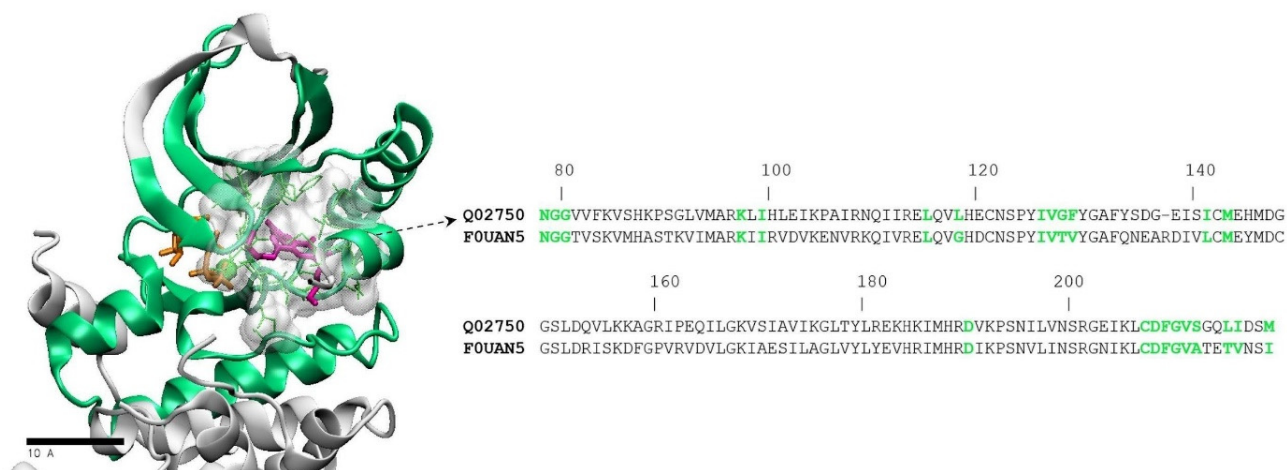 80 100 120 140
Q02750 NGGVVFKVSHKPSGLVMARKLIHLEIKPAIRNQIIRELQVLHECNSPYIVGFYGAFYSDG-EISICMEHMDG
F0UAN5 NGGTVSKVMHASTKVIMARKIIRVDVKENVRKQIVRELQVGHDCNSPYIVTVYGAFQNEARDIVLCMEYMDC
160 180 200
Q02750 GSLDQVLKKAGRIPEQILGKVSIAVIKGLTYLREKHKIMHRDVKPSNILVNSRGEIKLCDFGVSGQLIDSM
F0UAN5 GSLDRISKDFGPVRVDVLGKIAESILAGLVYLYEVHRIMHRDIKPSNVLINSRGNIKLCDFGVATETVNSI
10 A